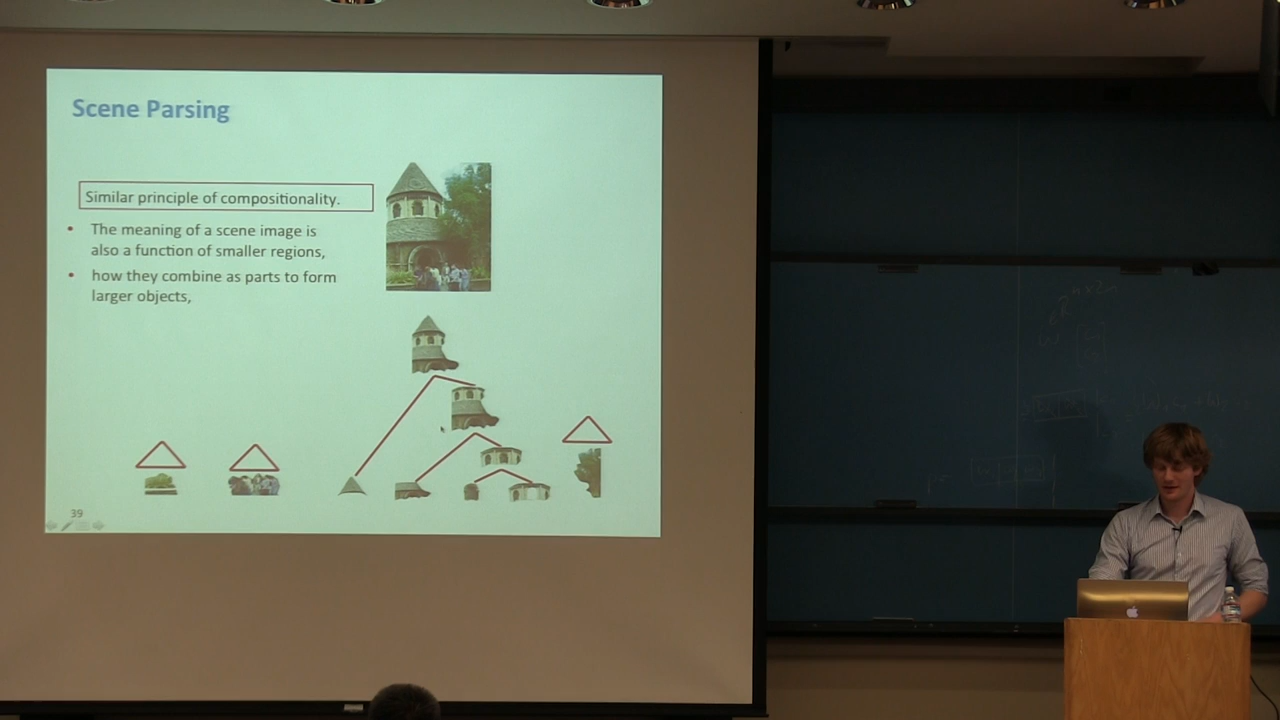 Scene Parsing
Similar principle of compositionality.
• The meaning of a scene image is
also a function of smaller regions,
• how they combine as parts to form
larger objects,
39